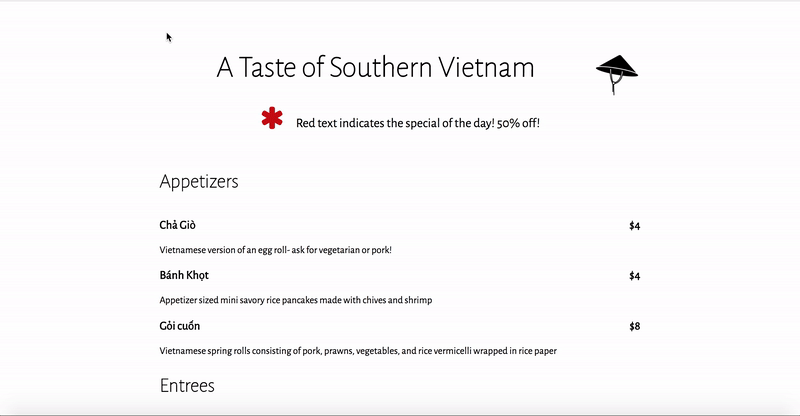 A Taste of Southern Vietnam
Red text indicates the special of the day! 50% off!
Appetizers
Chả Giò $4
Vietnamese version of an egg roll- ask for vegetarian or pork!
Bánh Khọt $4
Appetizer sized mini savory rice pancakes made with chives and shrimp
Gỏi cuốn $8
Vietnamese spring rolls consisting of pork, prawns, vegetables, and rice vermicelli wrapped in rice paper
Entrees